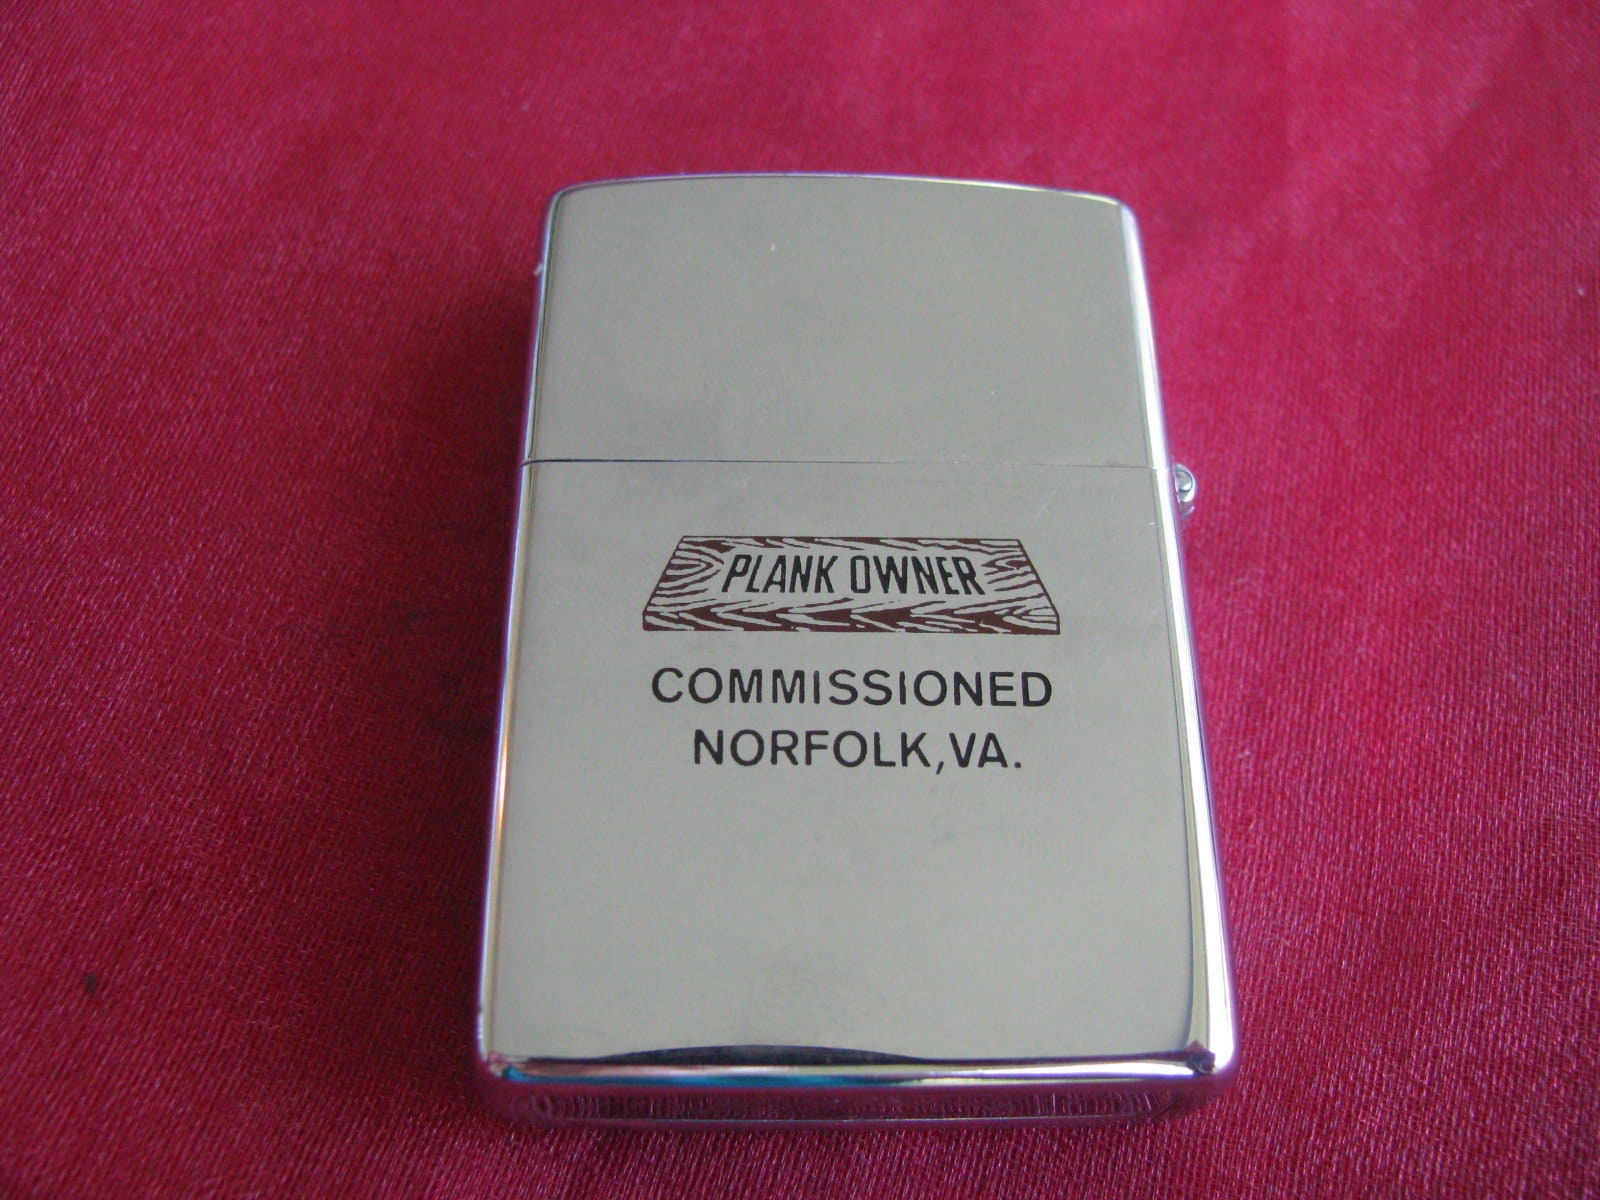 PLANK OWNER
COMMISSIONED
NORFOLK,VA.